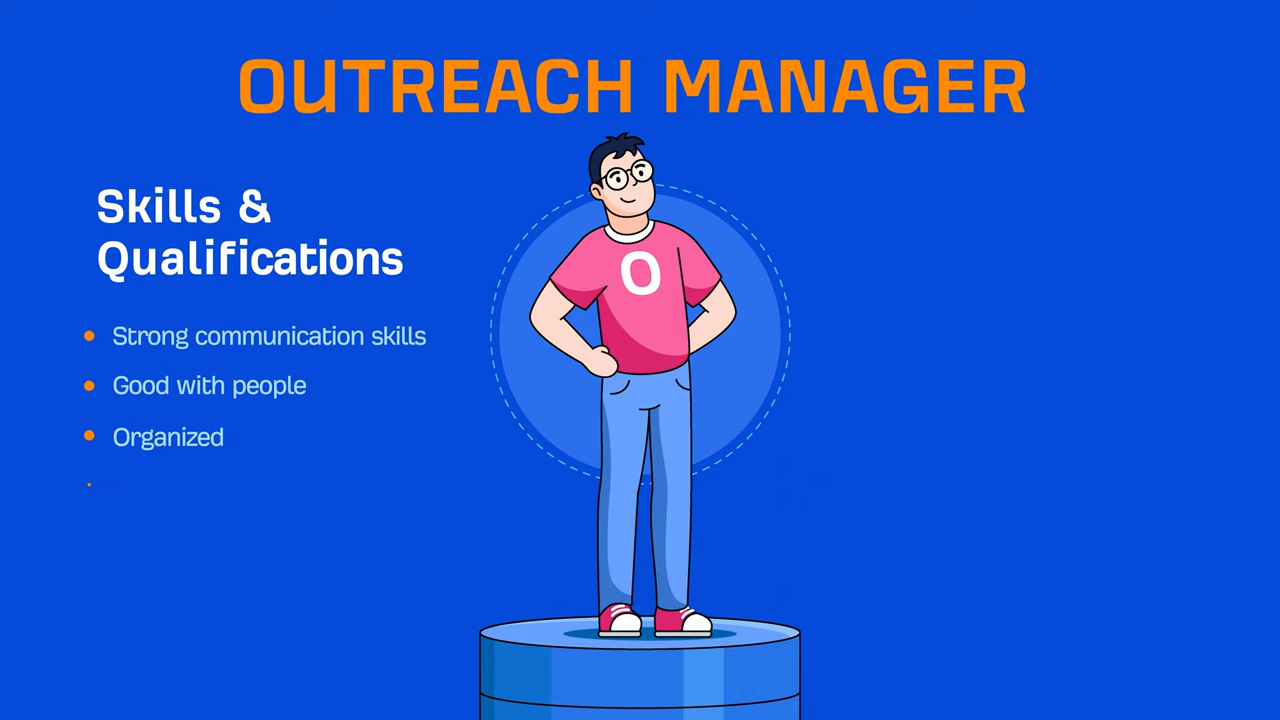 OUTREACH MANAGER
Skills &
Qualifications
Strong communication skills
Good with people
Organized
O